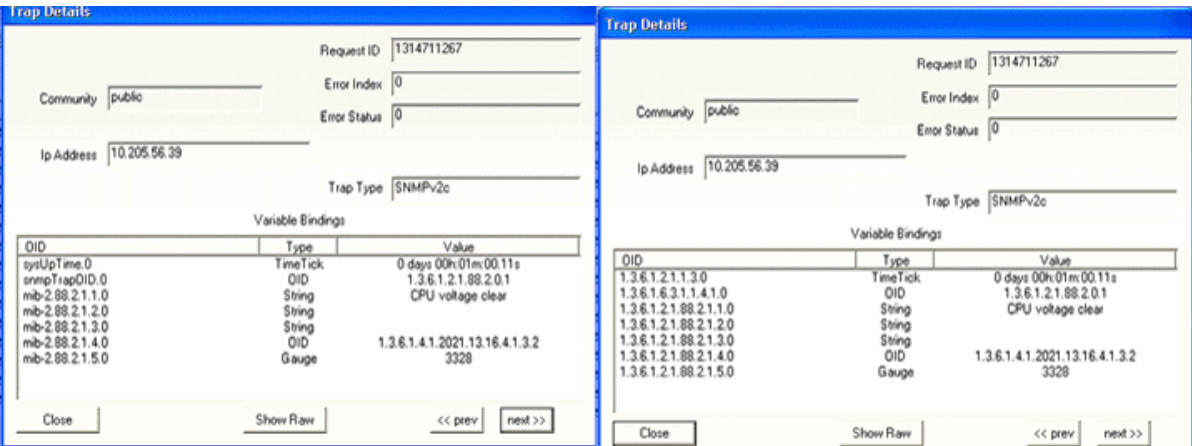 Trap Details
Request ID 1314711267
Error Index 0
Community public
Error Status 0
Ip Address 10.205.56.39
Trap Type SNMPv2c
Variable Bindings
OID Type Value
sysUpTime.0 TimeTick 0 days 00h:01m:00.11s
snmpTrapOID.0 OID 1.3.6.1.2.1.88.2.0.1
mib-2.88.2.1.1.0 String CPU voltage clear
mib-2.88.2.1.2.0 String
mib-2.88.2.1.3.0 String
mib-2.88.2.1.4.0 OID 1.3.6.1.4.1.2021.13.16.4.1.3.2
mib-2.88.2.1.5.0 Gauge 3328
Close Show Raw << prev next >>
Trap Details
Request ID 1314711267
Error Index 0
Community public
Error Status 0
Ip Address 10.205.56.39
Trap Type SNMPv2c
Variable Bindings
OID Type Value
1.3.6.1.2.1.1.3.0 TimeTick 0 days 00h:01m:00.11s
1.3.6.1.6.3.1.1.4.1.0 OID 1.3.6.1.2.1.88.2.0.1
1.3.6.1.2.1.88.2.1.1.0 String CPU voltage clear
1.3.6.1.2.1.88.2.1.2.0 String
1.3.6.1.2.1.88.2.1.3.0 String
1.3.6.1.2.1.88.2.1.4.0 OID 1.3.6.1.4.1.2021.13.16.4.1.3.2
1.3.6.1.2.1.88.2.1.5.0 Gauge 3328
Close Show Raw << prev next >>